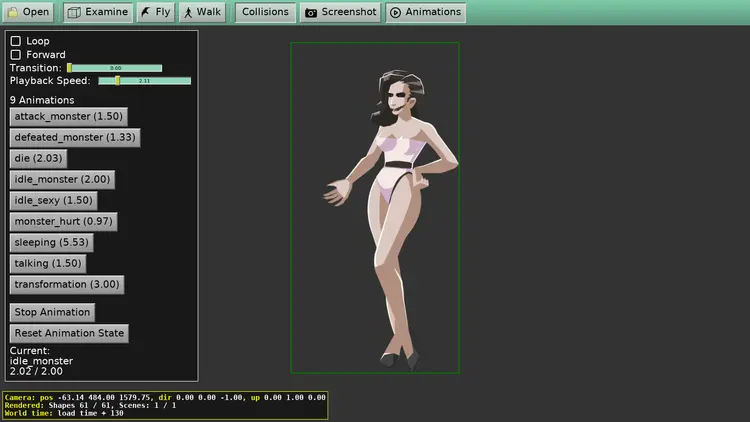 Open Examine Fly Walk Collisions Screenshot Animations
Loop
Forward
Transition: 0.60
Playback Speed: 2.11
9 Animations
attack_monster (1.50)
defeated_monster (1.33)
die (2.03)
idle_monster (2.00)
idle_sexy (1.50)
monster_hurt (0.97)
sleeping (5.53)
talking (1.50)
transformation (3.00)
Stop Animation
Reset Animation State
Current:
idle_monster
2.02 / 2.00
Camera: pos -63.14 484.00 1579.75, dir 0.00 0.00 -1.00, up 0.00 1.00 0.00
Rendered: Shapes 61 / 61, Scenes: 1 / 1
World time: load time + 130